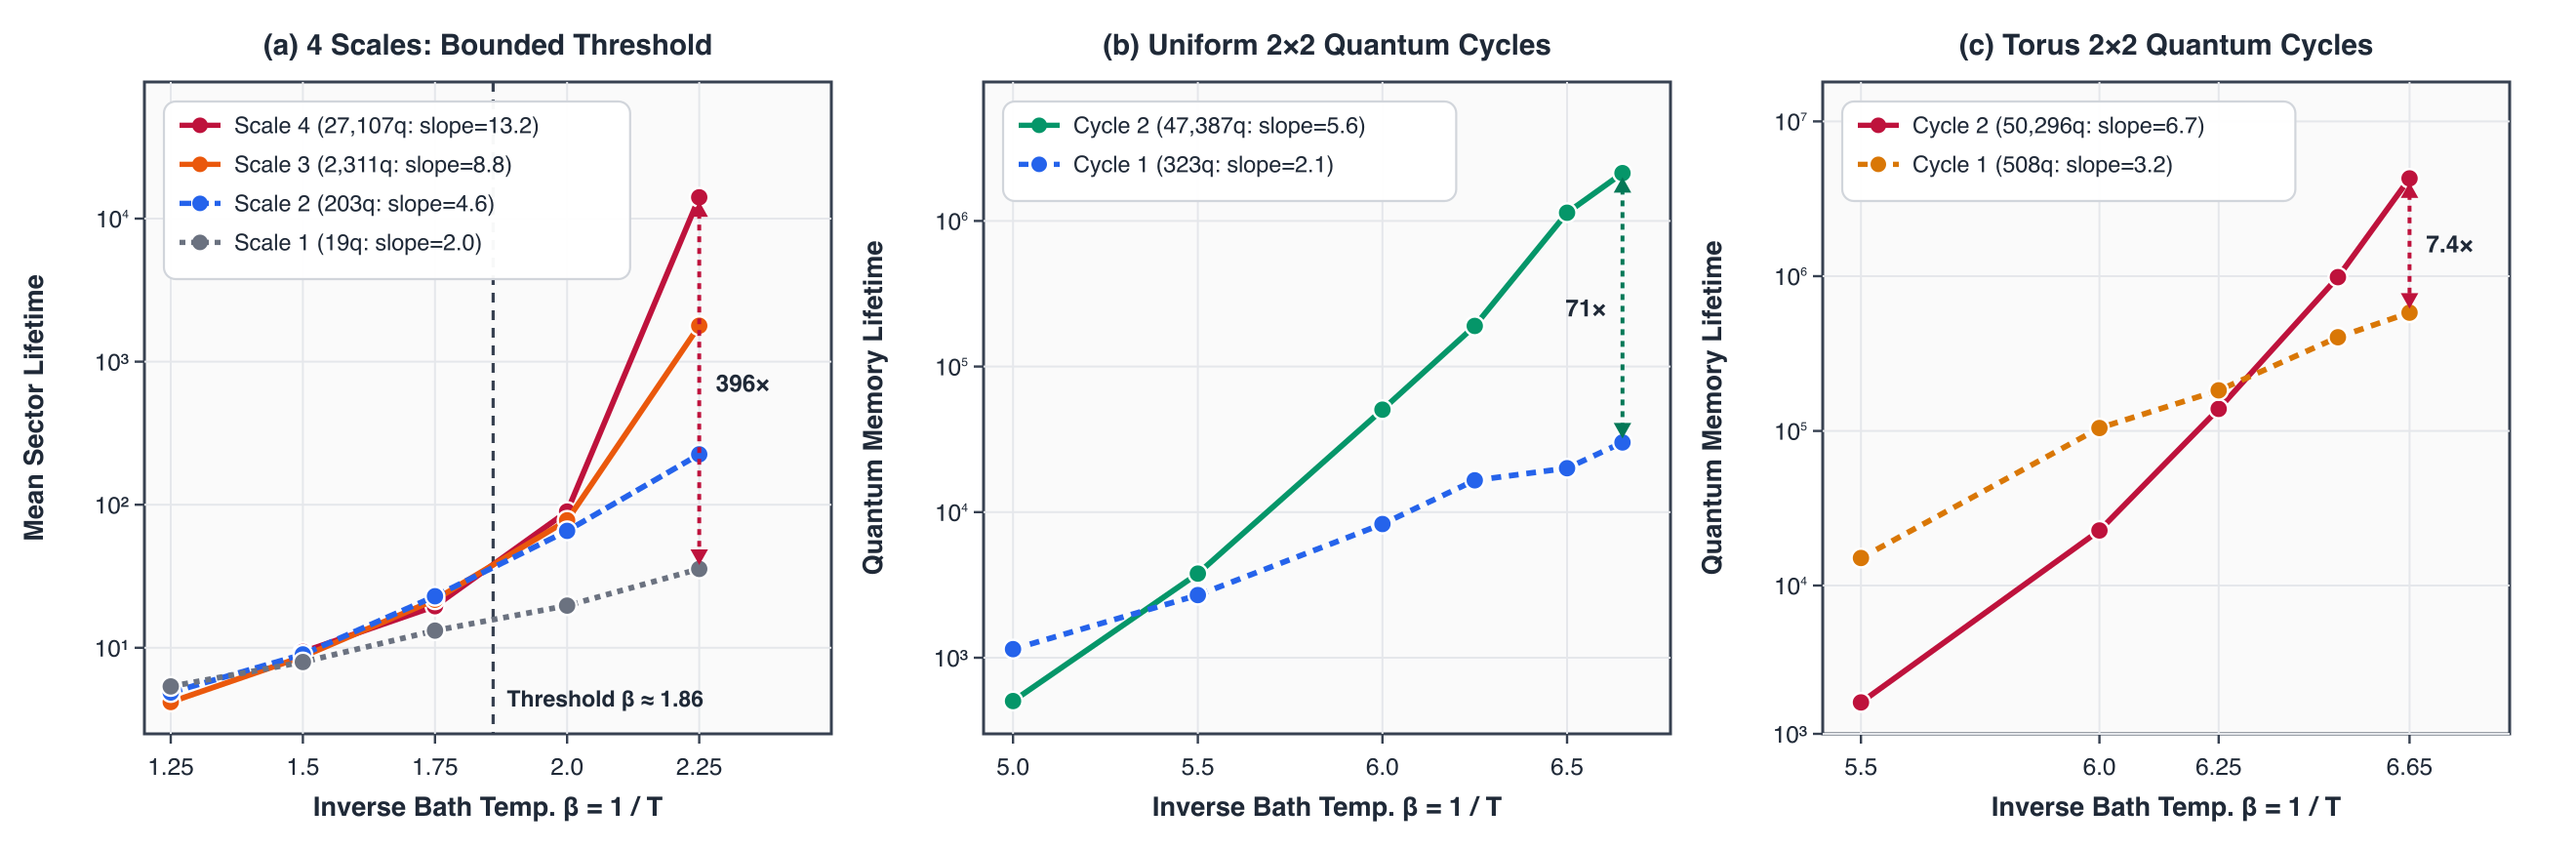 (a) 4 Scales: Bounded Threshold
Scale 4 (27,107q: slope=13.2)
Scale 3 (2,311q: slope=8.8)
Scale 2 (203q: slope=4.6)
Scale 1 (19q: slope=2.0)
10⁴
10³
10²
10¹
Mean Sector Lifetime
396×
Threshold β ≈ 1.86
1.25 1.5 1.75 2.0 2.25
Inverse Bath Temp. β = 1 / T
(b) Uniform 2×2 Quantum Cycles
Cycle 2 (47,387q: slope=5.6)
Cycle 1 (323q: slope=2.1)
10⁶
10⁵
10⁴
10³
Quantum Memory Lifetime
71×
5.0 5.5 6.0 6.5
Inverse Bath Temp. β = 1 / T
(c) Torus 2×2 Quantum Cycles
Cycle 2 (50,296q: slope=6.7)
Cycle 1 (508q: slope=3.2)
10⁷
10⁶
10⁵
10⁴
10³
Quantum Memory Lifetime
7.4×
5.5 6.0 6.25 6.65
Inverse Bath Temp. β = 1 / T